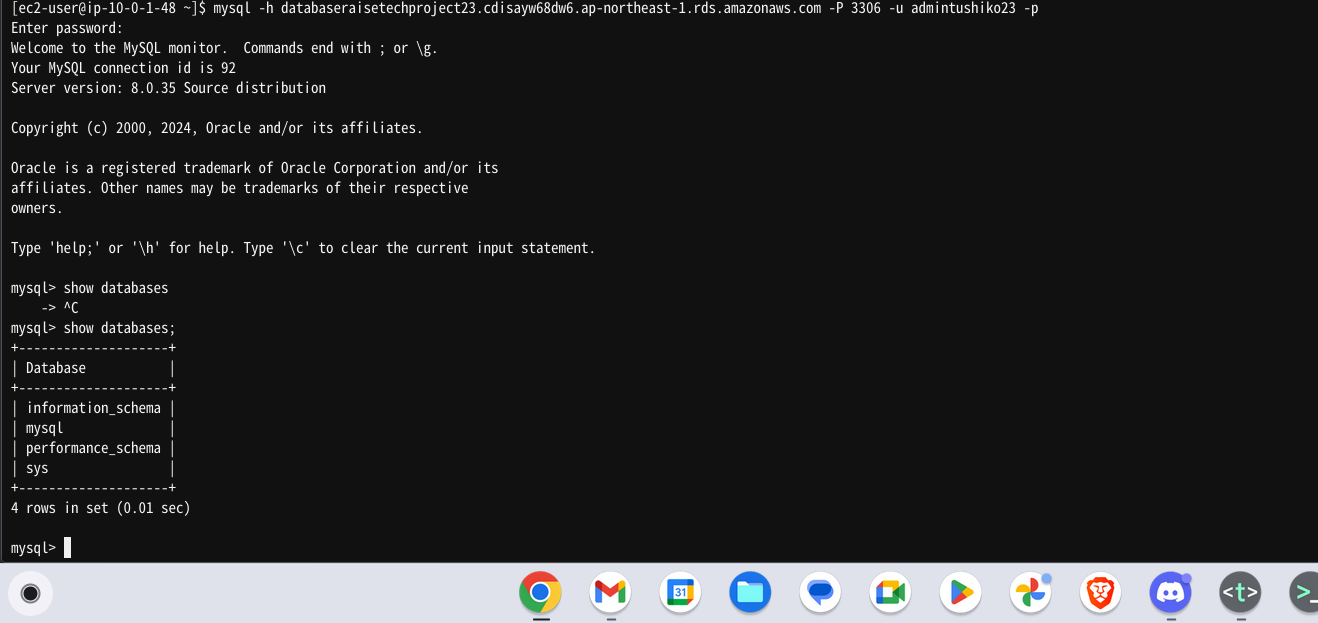 [ec2-user@ip-10-0-1-48 ~]$ mysql -h databaseraisetechproject23.cdisayw68dw6.ap-northeast-1.rds.amazonaws.com -P 3306 -u admintushiko23 -p
Enter password:
Welcome to the MySQL monitor.  Commands end with ; or \g.
Your MySQL connection id is 92
Server version: 8.0.35 Source distribution

Copyright (c) 2000, 2024, Oracle and/or its affiliates.

Oracle is a registered trademark of Oracle Corporation and/or its
affiliates. Other names may be trademarks of their respective
owners.

Type 'help;' or '\h' for help. Type '\c' to clear the current input statement.

mysql> show databases
    -> ^C
mysql> show databases;
+--------------------+
| Database           |
+--------------------+
| information_schema |
| mysql              |
| performance_schema |
| sys                |
+--------------------+
4 rows in set (0.01 sec)

mysql>
31
<t>
>_